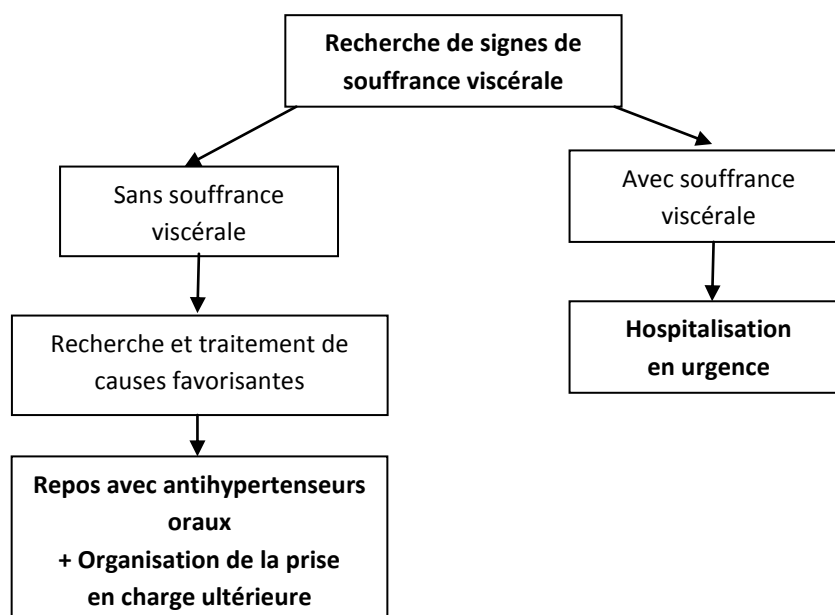 Recherche de signes de
souffrance viscérale
Sans souffrance
viscérale
Avec souffrance
viscérale
Recherche et traitement de
causes favorisantes
Hospitalisation
en urgence
Repos avec antihypertenseurs
oraux
+ Organisation de la prise
en charge ultérieure